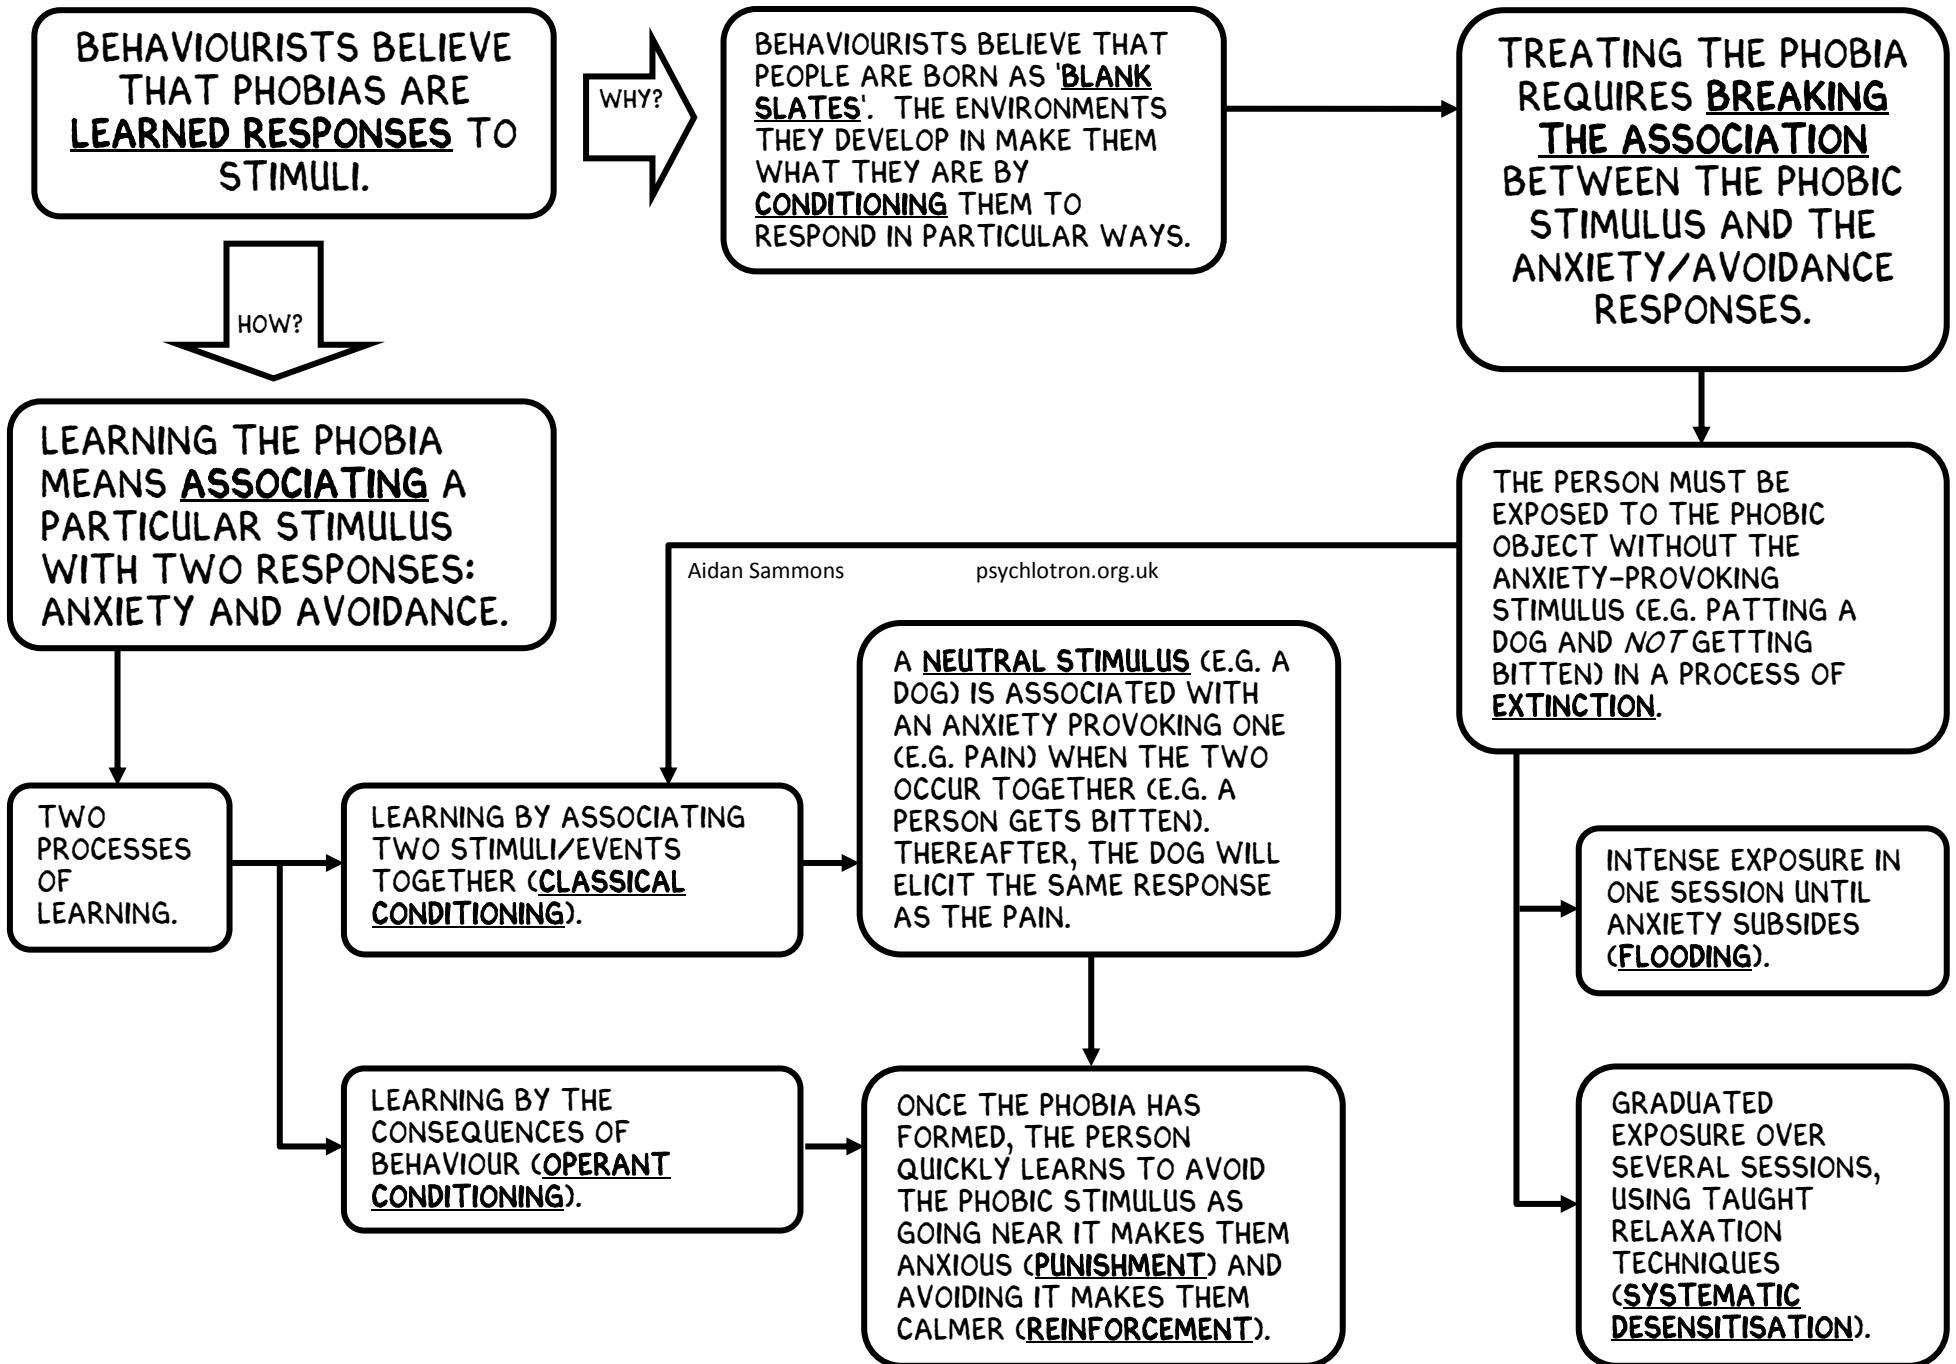 BEHAVIOURISTS BELIEVE
THAT PHOBIAS ARE
LEARNED RESPONSES TO
STIMULI.
WHY?
BEHAVIOURISTS BELIEVE THAT
PEOPLE ARE BORN AS 'BLANK
SLATES'. THE ENVIRONMENTS
THEY DEVELOP IN MAKE THEM
WHAT THEY ARE BY
CONDITIONING THEM TO
RESPOND IN PARTICULAR WAYS.
TREATING THE PHOBIA
REQUIRES BREAKING
THE ASSOCIATION
BETWEEN THE PHOBIC
STIMULUS AND THE
ANXIETY/AVOIDANCE
RESPONSES.
HOW?
LEARNING THE PHOBIA
MEANS ASSOCIATING A
PARTICULAR STIMULUS
WITH TWO RESPONSES:
ANXIETY AND AVOIDANCE.
THE PERSON MUST BE
EXPOSED TO THE PHOBIC
OBJECT WITHOUT THE
ANXIETY-PROVOKING
STIMULUS (E.G. PATTING A
DOG AND NOT GETTING
BITTEN) IN A PROCESS OF
EXTINCTION.
Aidan Sammons psychlotron.org.uk
TWO
PROCESSES
OF
LEARNING.
LEARNING BY ASSOCIATING
TWO STIMULI/EVENTS
TOGETHER (CLASSICAL
CONDITIONING).
A NEUTRAL STIMULUS (E.G. A
DOG) IS ASSOCIATED WITH
AN ANXIETY PROVOKING ONE
(E.G. PAIN) WHEN THE TWO
OCCUR TOGETHER (E.G. A
PERSON GETS BITTEN).
THEREAFTER, THE DOG WILL
ELICIT THE SAME RESPONSE
AS THE PAIN.
INTENSE EXPOSURE IN
ONE SESSION UNTIL
ANXIETY SUBSIDES
(FLOODING).
LEARNING BY THE
CONSEQUENCES OF
BEHAVIOUR (OPERANT
CONDITIONING).
ONCE THE PHOBIA HAS
FORMED, THE PERSON
QUICKLY LEARNS TO AVOID
THE PHOBIC STIMULUS AS
GOING NEAR IT MAKES THEM
ANXIOUS (PUNISHMENT) AND
AVOIDING IT MAKES THEM
CALMER (REINFORCEMENT).
GRADUATED
EXPOSURE OVER
SEVERAL SESSIONS,
USING TAUGHT
RELAXATION
TECHNIQUES
(SYSTEMATIC
DESENSITISATION).